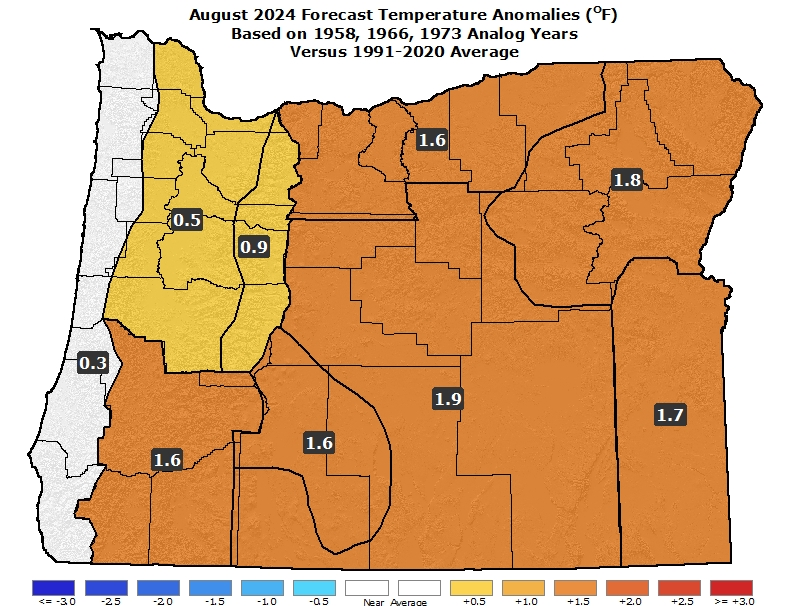 August 2024 Forecast Temperature Anomalies (°F)
Based on 1958, 1966, 1973 Analog Years
Versus 1991-2020 Average
1.6
1.8
0.5
0.9
0.3
1.9
1.7
1.6
1.6
<= -3.0 -2.5 -2.0 -1.5 -1.0 -0.5 Near Average +0.5 +1.0 +1.5 +2.0 +2.5 >= +3.0